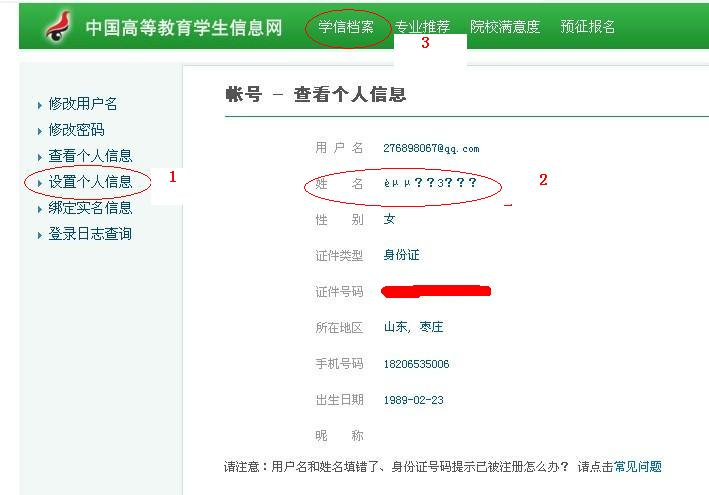 中国高等教育学生信息网 学信档案 专业推荐 院校满意度 预征报名
3
帐号 - 查看个人信息
修改用户名
修改密码
查看个人信息
设置个人信息 1
绑定实名信息
登录日志查询
用户名 276898067@qq.com
姓名 èμμ??3??? 2
性别 女
证件类型 身份证
证件号码
所在地区 山东, 枣庄
手机号码 18206535006
出生日期 1989-02-23
昵称
请注意：用户名和姓名填错了、身份证号码提示已被注册怎么办？ 请点击常见问题